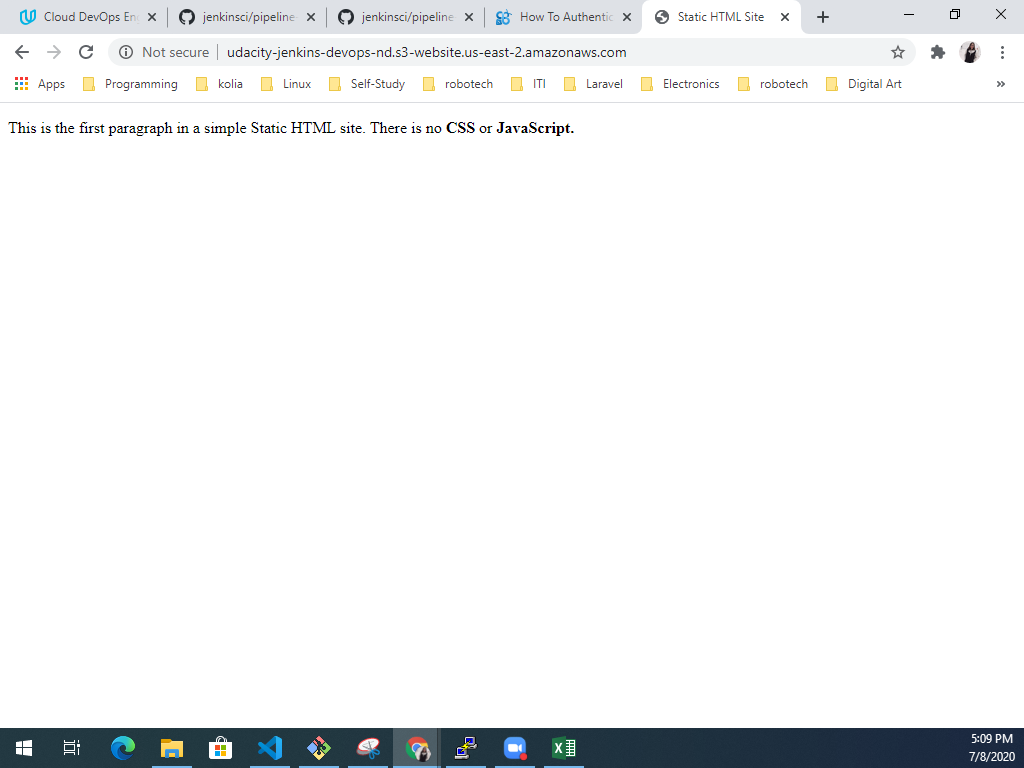 Cloud DevOps En
jenkinsci/pipeline
jenkinsci/pipeline
How To Authentic
Static HTML Site
Not secure
udacity-jenkins-devops-nd.s3-website.us-east-2.amazonaws.com
Apps Programming kolia Linux Self-Study robotech ITI Laravel Electronics robotech Digital Art »
This is the first paragraph in a simple Static HTML site. There is no CSS or JavaScript.
5:09 PM
7/8/2020